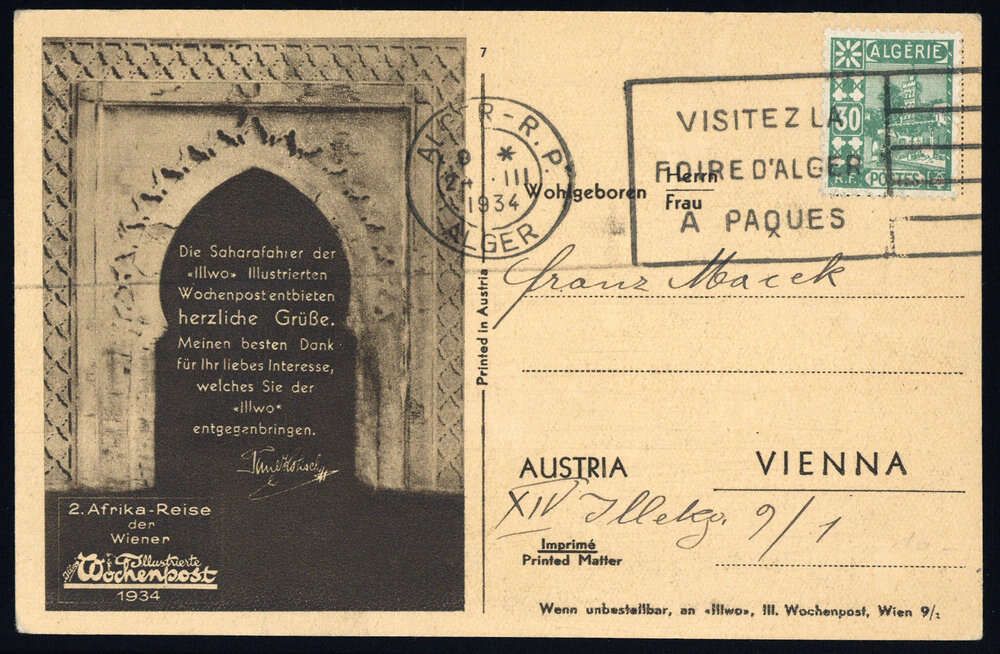 7
Die Saharafahrer der
«Illwo» Illustrierten
Wochenpost entbieten
herzliche Grüße.
Meinen besten Dank
für Ihr liebes Interesse,
welches Sie der
«Illwo»
entgegenbringen.
2. Afrika-Reise
der
Wiener
Illustrierte
Wochenpost
1934
Printed in Austria
ALGER-R.P.
* III
1934
ALGER
VISITEZ LA
FOIRE D'ALGER
A PAQUES
ALGÉRIE
30
R.F. POSTES
Wohlgeboren Herrn
Frau
Franz Macek
AUSTRIA VIENNA
XIV 9/1
Imprimé
Printed Matter
Wenn unbestellbar, an «Illwo», Ill. Wochenpost, Wien 9/1